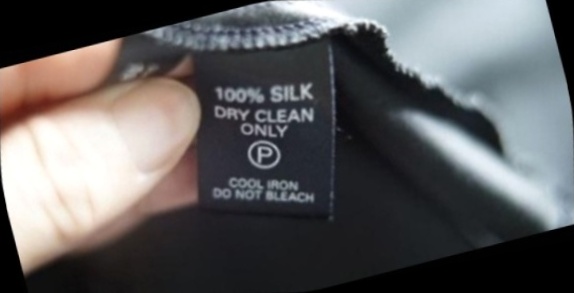 100% SILK
DRY CLEAN
ONLY
P
COOL IRON
DO NOT BLEACH